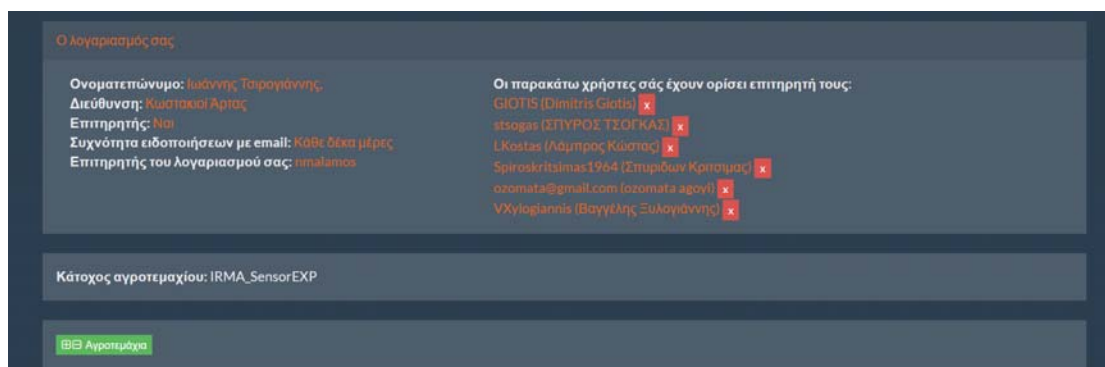 Ο λογαριασμός σας
Ονοματεπώνυμο: Ιωάννης Τσιρογιάννης,
Διεύθυνση: Κωστακιοί Άρτας
Επιτηρητής: Ναι
Συχνότητα ειδοποιήσεων με email: Κάθε δέκα μέρες
Επιτηρητής του λογαριασμού σας: nmalamos
Οι παρακάτω χρήστες σάς έχουν ορίσει επιτηρητή τους:
GIOTIS (Dimitris Giotis) x
stsogas (ΣΠΥΡΟΣ ΤΣΟΓΚΑΣ) x
LKostas (Λάμπρος Κώστας) x
Spiroskritsimas1964 (Σπυριδων Κριτσιμας) x
ozomata@gmail.com (ozomata agovi) x
VXylogiannis (Βαγγέλης Ξυλογιάννης) x
Κάτοχος αγροτεμαχίου: IRMA_SensorEXP
Αγροτεμάχια